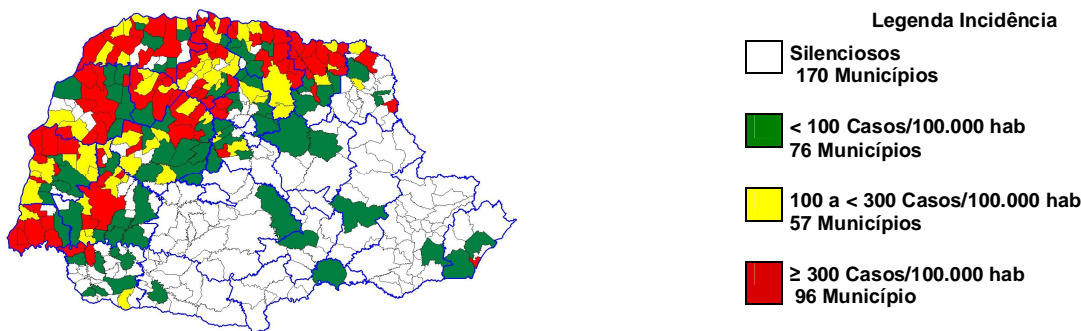 Legenda Incidência
Silenciosos
170 Municípios
< 100 Casos/100.000 hab
76 Municípios
100 a < 300 Casos/100.000 hab
57 Municípios
≥ 300 Casos/100.000 hab
96 Município